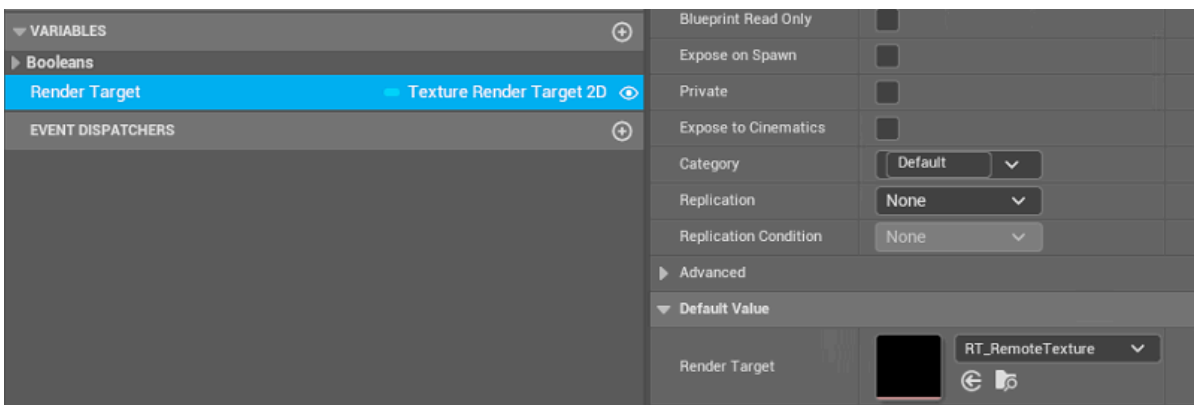 VARIABLES
Booleans
Render Target Texture Render Target 2D
EVENT DISPATCHERS
Blueprint Read Only
Expose on Spawn
Private
Expose to Cinematics
Category Default
Replication None
Replication Condition None
Advanced
Default Value
Render Target RT_RemoteTexture